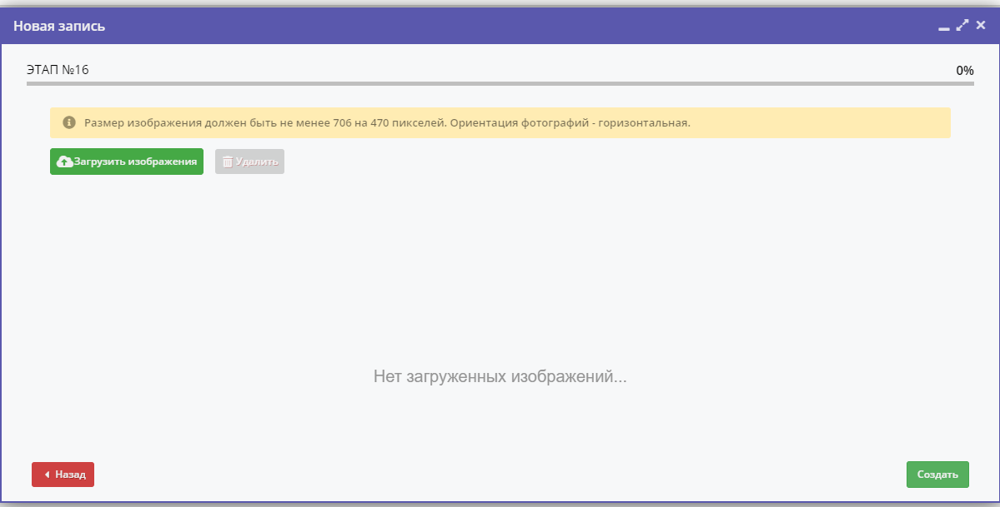 Новая запись
ЭТАП №16
0%
Размер изображения должен быть не менее 706 на 470 пикселей. Ориентация фотографий - горизонтальная.
Загрузить изображения
Удалить
Нет загруженных изображений...
Назад
Создать